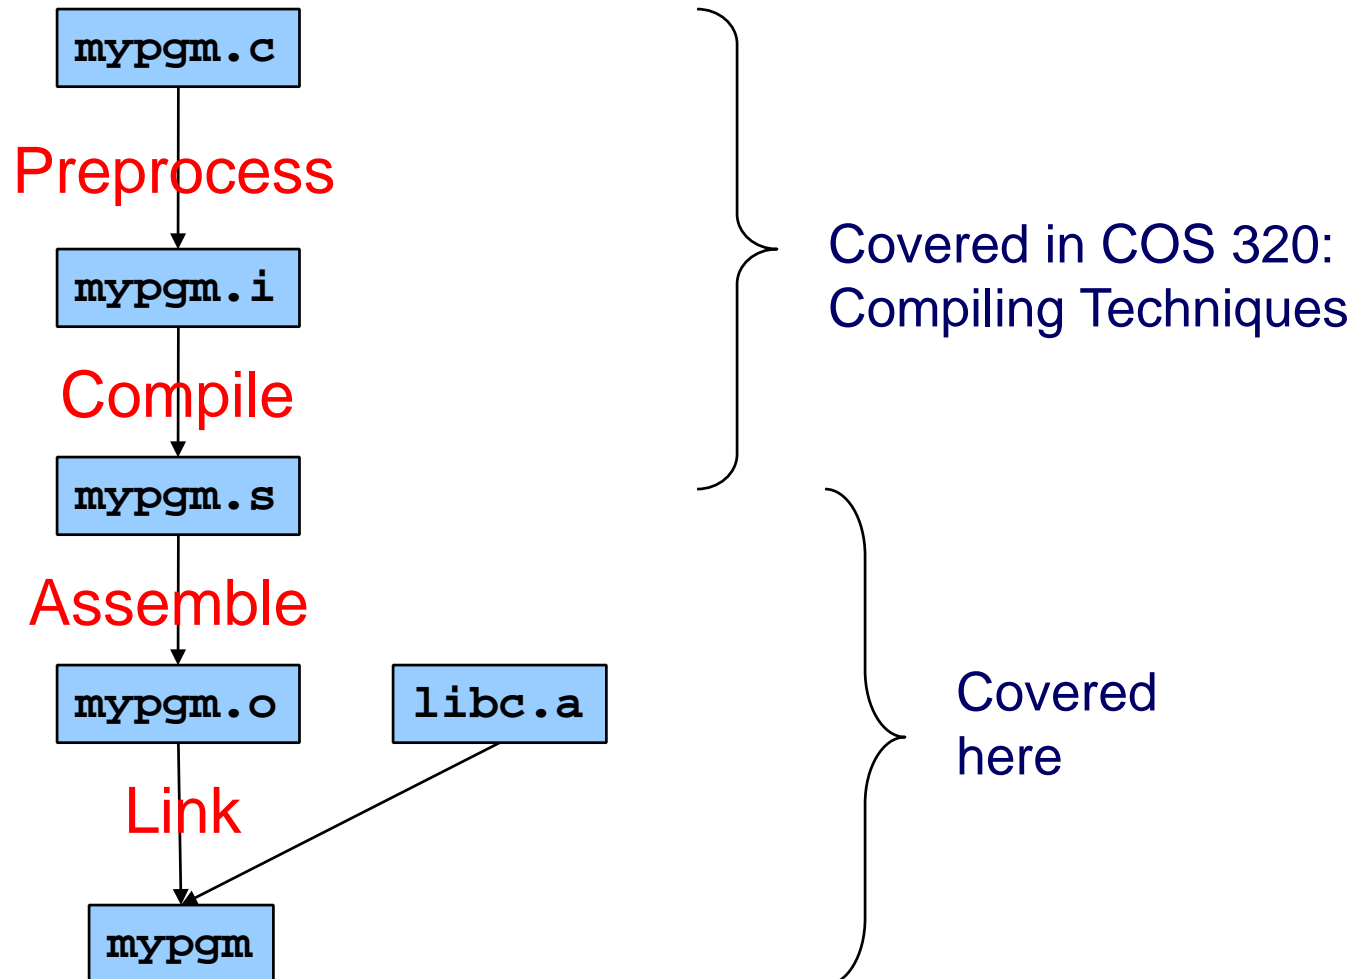 mypgm.c
Preprocess
mypgm.i
Covered in COS 320:
Compiling Techniques
Compile
mypgm.s
Assemble
mypgm.o
libc.a
Covered
here
Link
mypgm